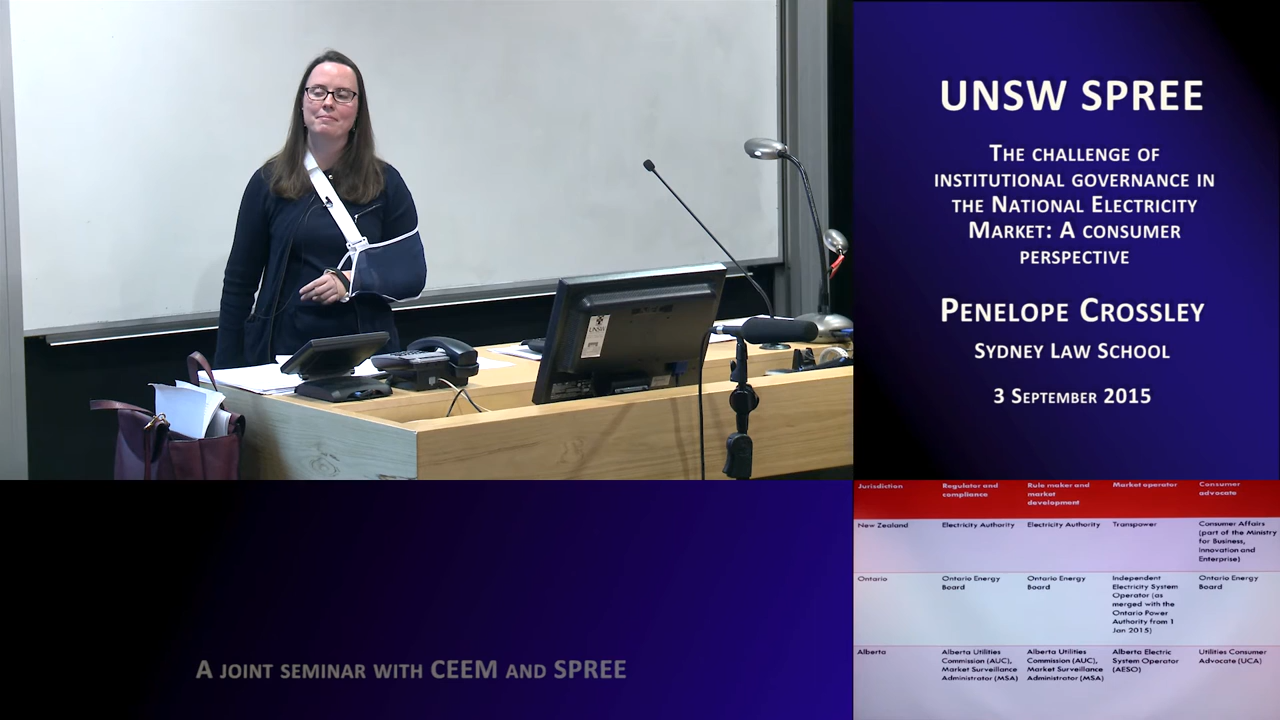 UNSW
UNSW SPREE
THE CHALLENGE OF
INSTITUTIONAL GOVERNANCE IN
THE NATIONAL ELECTRICITY
MARKET: A CONSUMER
PERSPECTIVE
PENELOPE CROSSLEY
SYDNEY LAW SCHOOL
3 SEPTEMBER 2015
Jurisdiction
Regulator and
compliance
Rule maker and
market
development
Market operator
Consumer
advocate
New Zealand
Electricity Authority
Electricity Authority
Transpower
Consumer Affairs
(part of the Ministry
for Business,
Innovation and
Enterprise)
Ontario
Ontario Energy
Board
Ontario Energy
Board
Independent
Electricity System
Operator (as
merged with the
Ontario Power
Authority from 1
Jan 2015)
Ontario Energy
Board
Alberta
Alberta Utilities
Commission (AUC),
Market Surveillance
Administrator (MSA)
Alberta Utilities
Commission (AUC),
Market Surveillance
Administrator (MSA)
Alberta Electric
System Operator
(AESO)
Utilities Consumer
Advocate (UCA)
A JOINT SEMINAR WITH CEEM AND SPREE